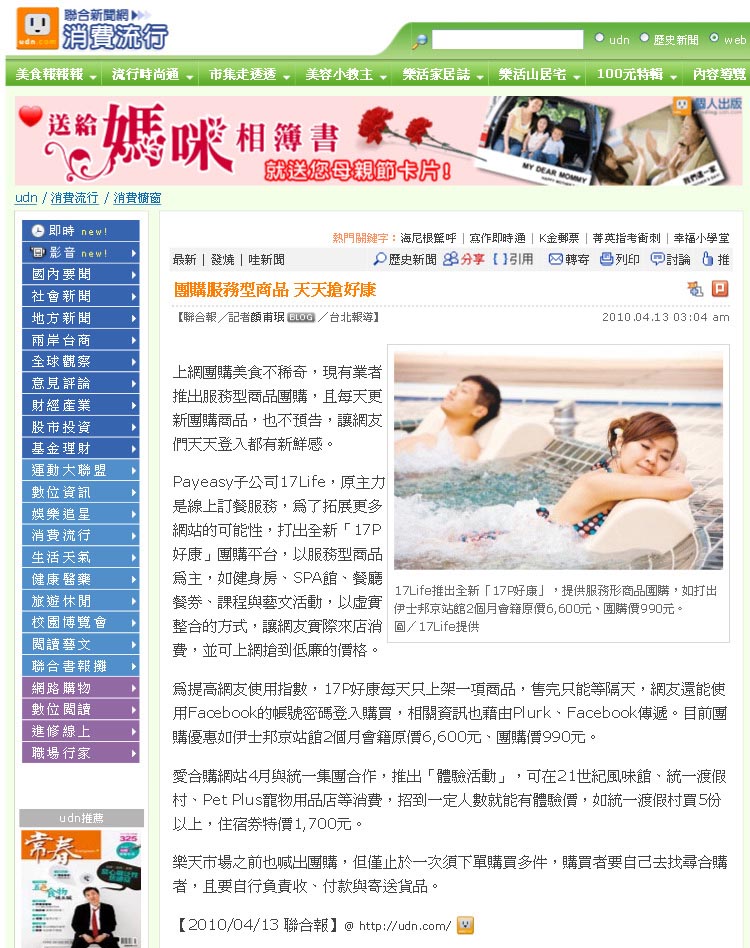 聯合新聞網
消費流行
udn.com
udn 歷史新聞 web
美食報報報 流行時尚通 市集走透透 美容小教主 樂活家居誌 樂活山居宅 100元特輯 內容導覽
送給媽咪相簿書
就送您母親節卡片!
MY DEAR MOMMY
個人出版
我們這一家
udn / 消費流行 / 消費櫥窗
即時 new!
影音 new!
國內要聞
社會新聞
地方新聞
兩岸台商
全球觀察
意見評論
財經產業
股市投資
基金理財
運動大聯盟
數位資訊
娛樂追星
消費流行
生活天氣
健康醫藥
旅遊休閒
校園博覽會
閱讀藝文
聯合書報攤
網路購物
數位閱讀
進修線上
職場行家
udn推薦
常春
325
熱門關鍵字:海尼根驚呼 | 寫作即時通 | K金郵票 | 菁英指考衝刺 | 幸福小學堂
最新 | 發燒 | 哇新聞 歷史新聞 分享 引用 轉寄 列印 討論 推
團購服務型商品 天天搶好康
【聯合報╱記者顏甫珉 BLOG ╱台北報導】 2010.04.13 03:04 am
上網團購美食不稀奇,現有業者
推出服務型商品團購,且每天更
新團購商品,也不預告,讓網友
們天天登入都有新鮮感。
Payeasy子公司17Life,原主力
是線上訂餐服務,為了拓展更多
網站的可能性,打出全新「17P
好康」團購平台,以服務型商品
為主,如健身房、SPA館、餐廳
餐券、課程與藝文活動,以虛實
整合的方式,讓網友實際來店消
費,並可上網搶到低廉的價格。
17Life推出全新「17P好康」,提供服務形商品團購,如打出
伊士邦京站館2個月會籍原價6,600元、團購價990元。
圖╱17Life提供
為提高網友使用指數,17P好康每天只上架一項商品,售完只能等隔天,網友還能使
用Facebook的帳號密碼登入購買,相關資訊也藉由Plurk、Facebook傳遞。目前團
購優惠如伊士邦京站館2個月會籍原價6,600元、團購價990元。
愛合購網站4月與統一集團合作,推出「體驗活動」,可在21世紀風味館、統一渡假
村、Pet Plus寵物用品店等消費,招到一定人數就能有體驗價,如統一渡假村買5份
以上,住宿券特價1,700元。
樂天市場之前也喊出團購,但僅止於一次須下單購買多件,購買者要自己去找尋合購
者,且要自行負責收、付款與寄送貨品。
【2010/04/13 聯合報】@ http://udn.com/